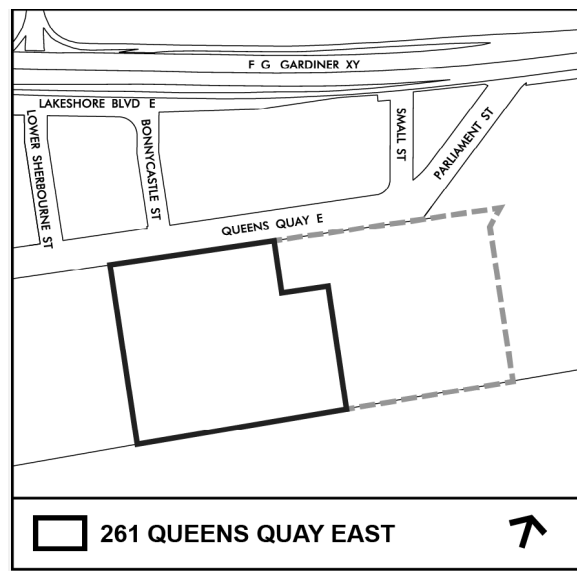 F G GARDINER XY
LAKESHORE BLVD E
LOWER SHERBOURNE ST
BONNYCASTLE ST
SMALL ST
PARLIAMENT ST
QUEENS QUAY E
261 QUEENS QUAY EAST